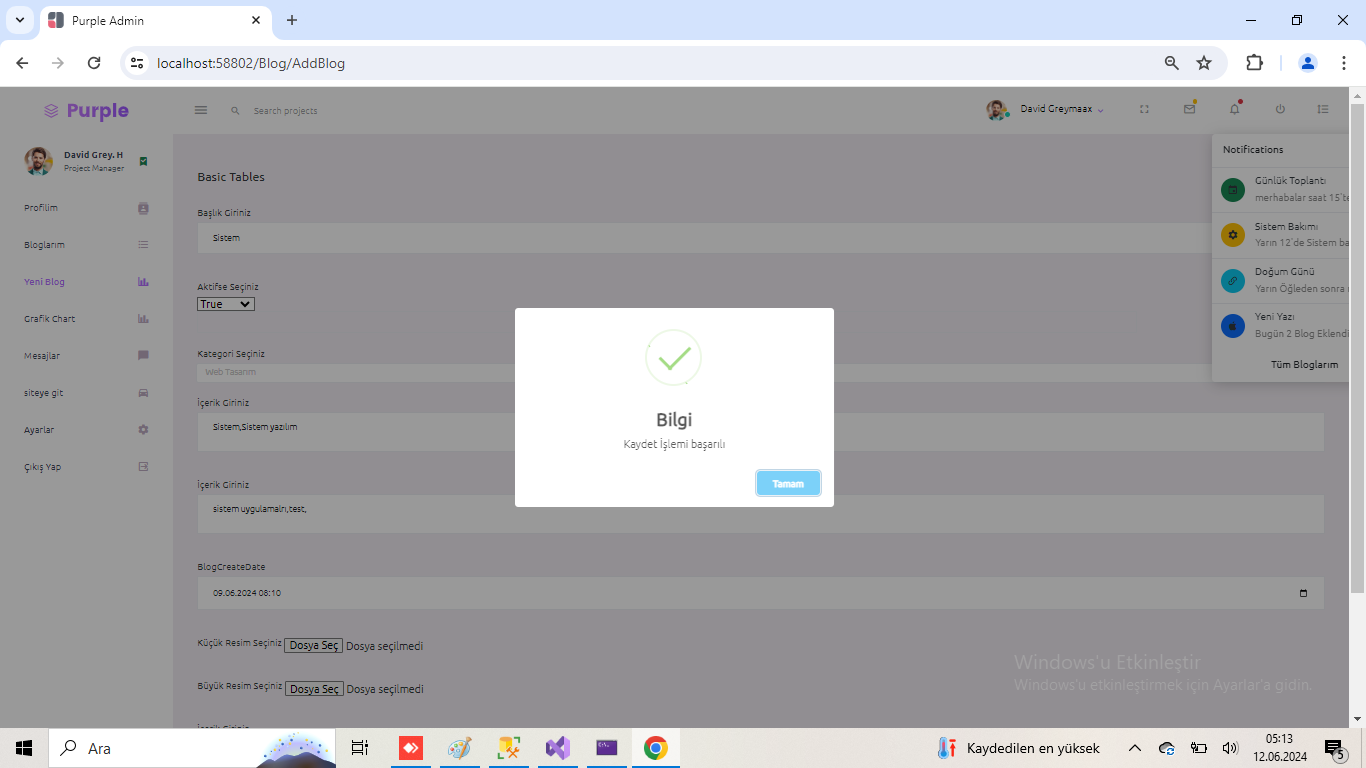 Purple Admin
localhost:58802/Blog/AddBlog
Purple
Search projects
David Greymaax
David Grey. H
Project Manager
Profilim
Bloglarım
Yeni Blog
Grafik Chart
Mesajlar
siteye git
Ayarlar
Çıkış Yap
Basic Tables
Başlık Giriniz
Sistem
Aktifse Seçiniz
True
Kategori Seçiniz
Web Tasarım
İçerik Giriniz
Sistem,Sistem yazılım
İçerik Giriniz
sistem uygulamalrı,test,
BlogCreateDate
09.06.2024 08:10
Küçük Resim Seçiniz Dosya Seç Dosya seçilmedi
Büyük Resim Seçiniz Dosya Seç Dosya seçilmedi
Notifications
Günlük Toplantı
merhabalar saat 15'te
Sistem Bakımı
Yarın 12'de Sistem ba
Doğum Günü
Yarın Öğleden sonra
Yeni Yazı
Bugün 2 Blog Eklendi
Tüm Bloglarım
Bilgi
Kaydet İşlemi başarılı
Tamam
Windows'u Etkinleştir
Windows'u etkinleştirmek için Ayarlar'a gidin.
Ara
Kaydedilen en yüksek
05:13
12.06.2024
5